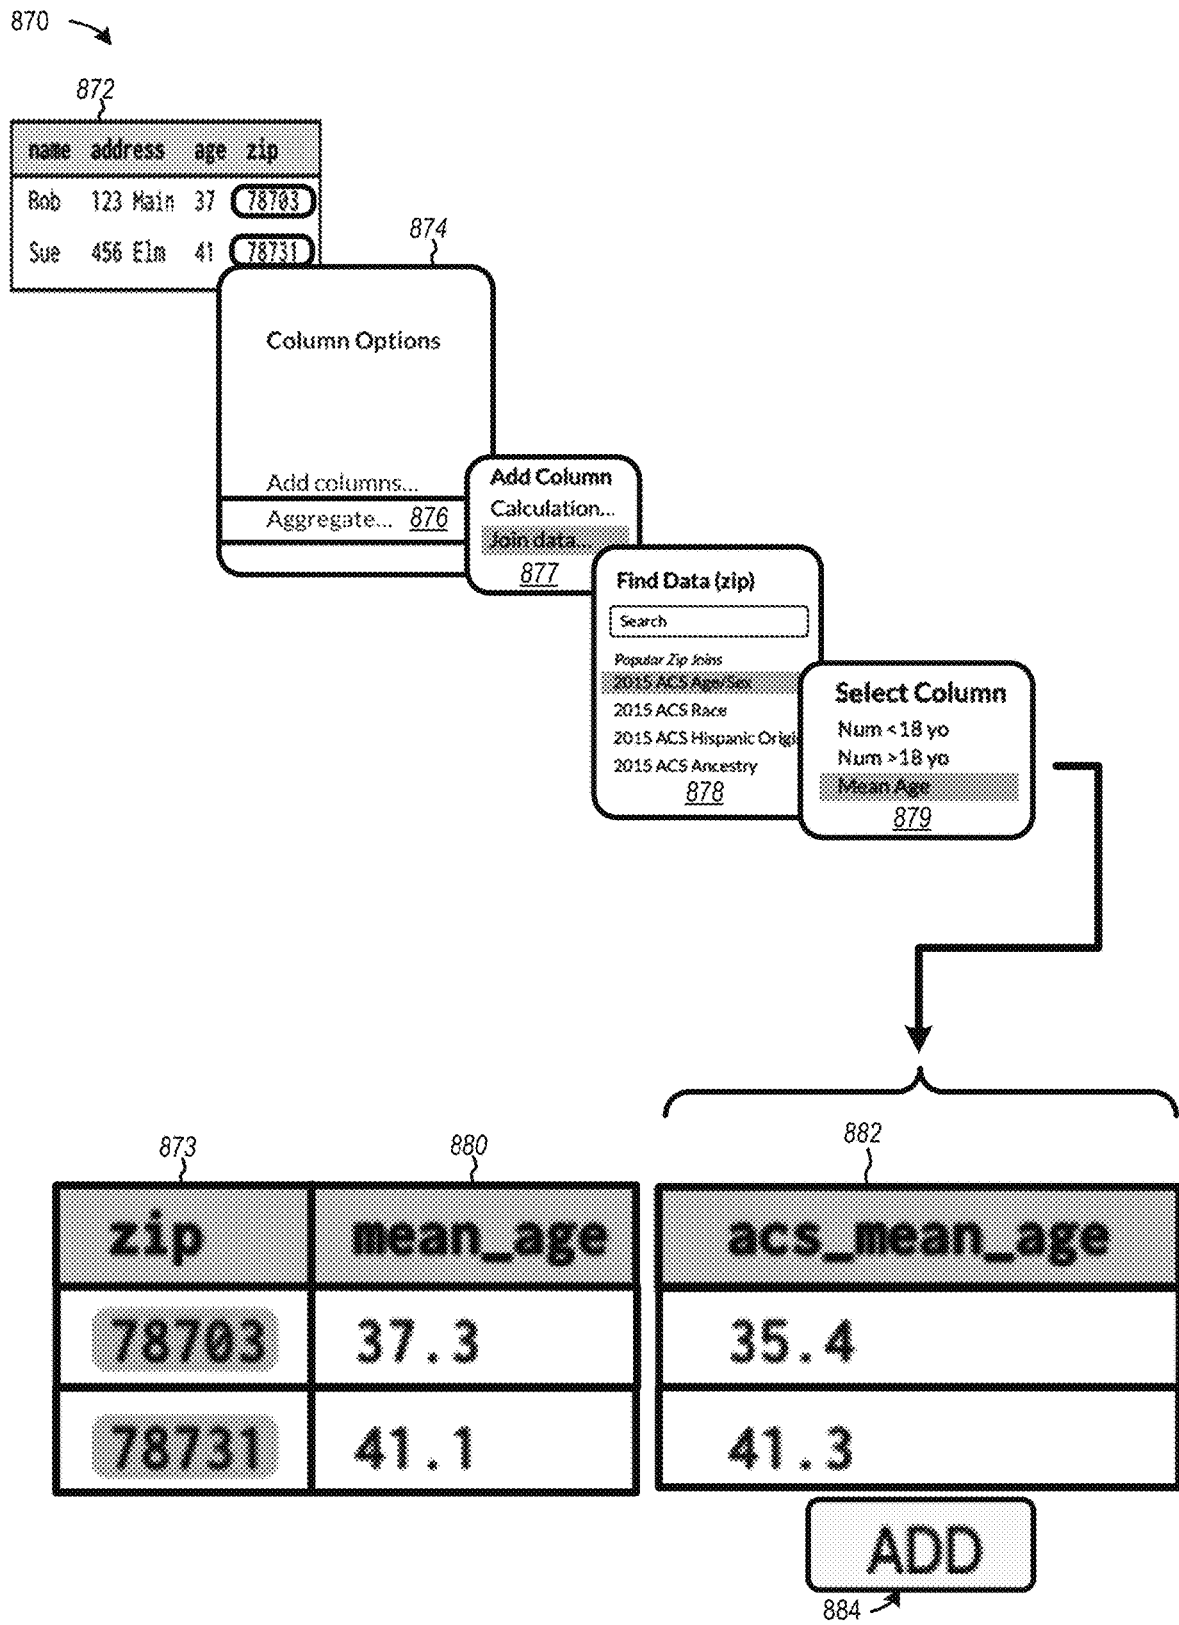 870
872
name address age zip
Bob 123 Main 37 78703
Sue 456 Elm 41 78731
874
Column Options
Add columns...
Aggregate... 876
Add Column
Calculation...
Join data...
877
Find Data (zip)
Search
Popular Zip Joins
2015 ACS Age/Sex
2015 ACS Race
2015 ACS Hispanic Origi
2015 ACS Ancestry
878
Select Column
Num <18 yo
Num >18 yo
Mean Age
879
873 880 882
zip mean_age acs_mean_age
78703 37.3 35.4
78731 41.1 41.3
ADD
884